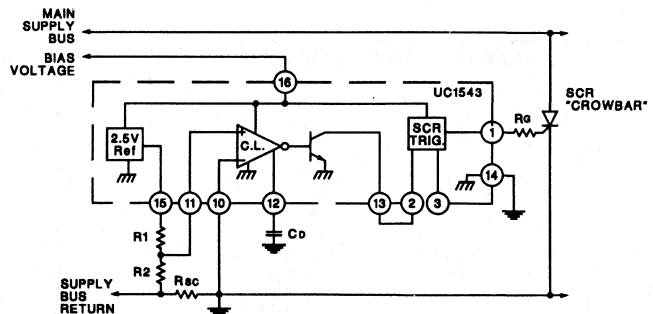 MAIN
SUPPLY
BUS
BIAS
VOLTAGE
16
UC1543
SCR
"CROWBAR"
2.5V
Ref
+
C.L.
−
SCR
TRIG.
1
RG
14
15
11
10
12
13
2
3
R1
CD
R2
RSC
SUPPLY
BUS
RETURN